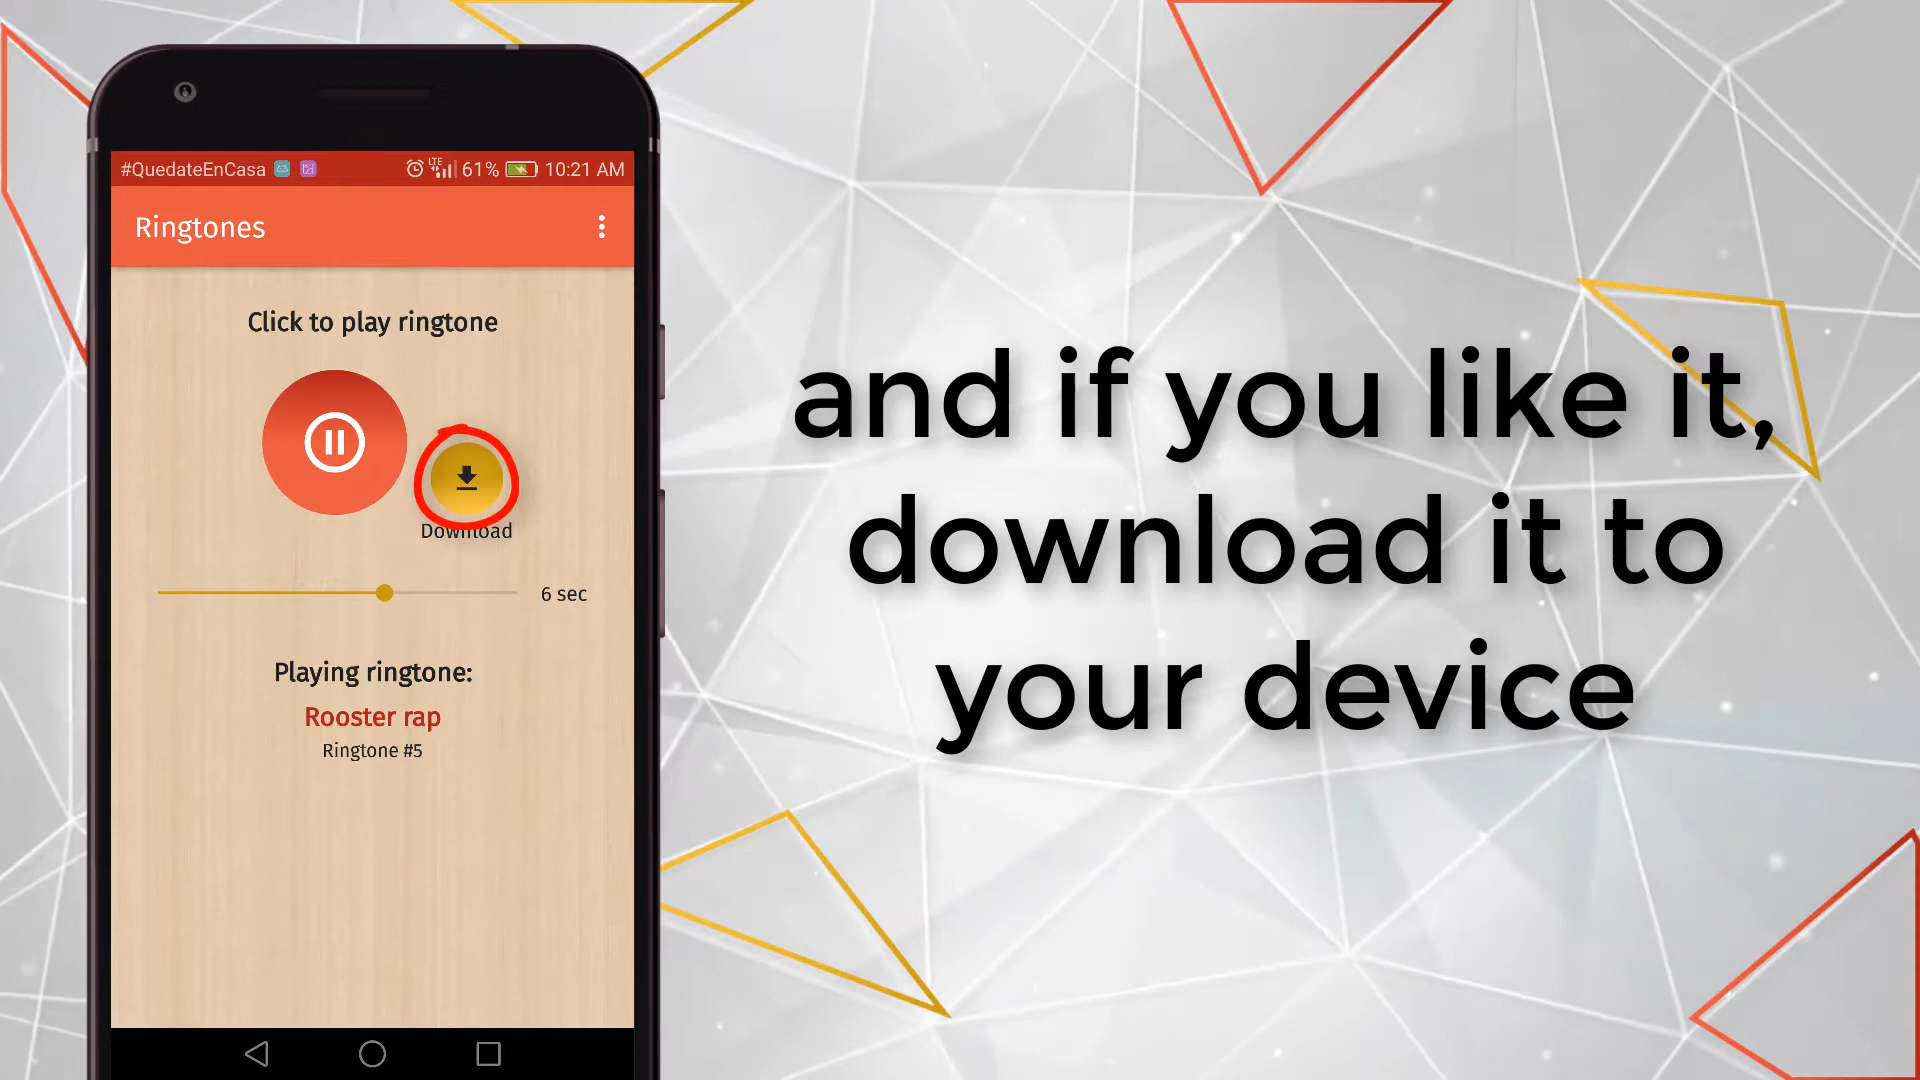 #QuedateEnCasa
LTE 61% 10:21 AM
Ringtones
Click to play ringtone
Download
6 sec
Playing ringtone:
Rooster rap
Ringtone #5
and if you like it,
download it to
your device